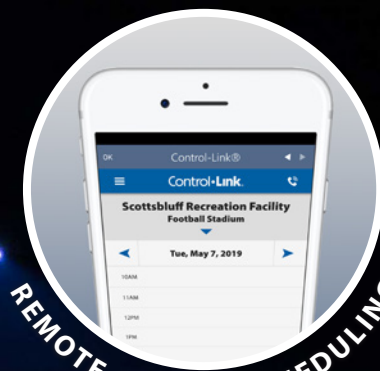 OK Control-Link®
Control•Link.
Scottsbluff Recreation Facility
Football Stadium
Tue, May 7, 2019
10AM
11AM
12PM
1PM
REMOTE